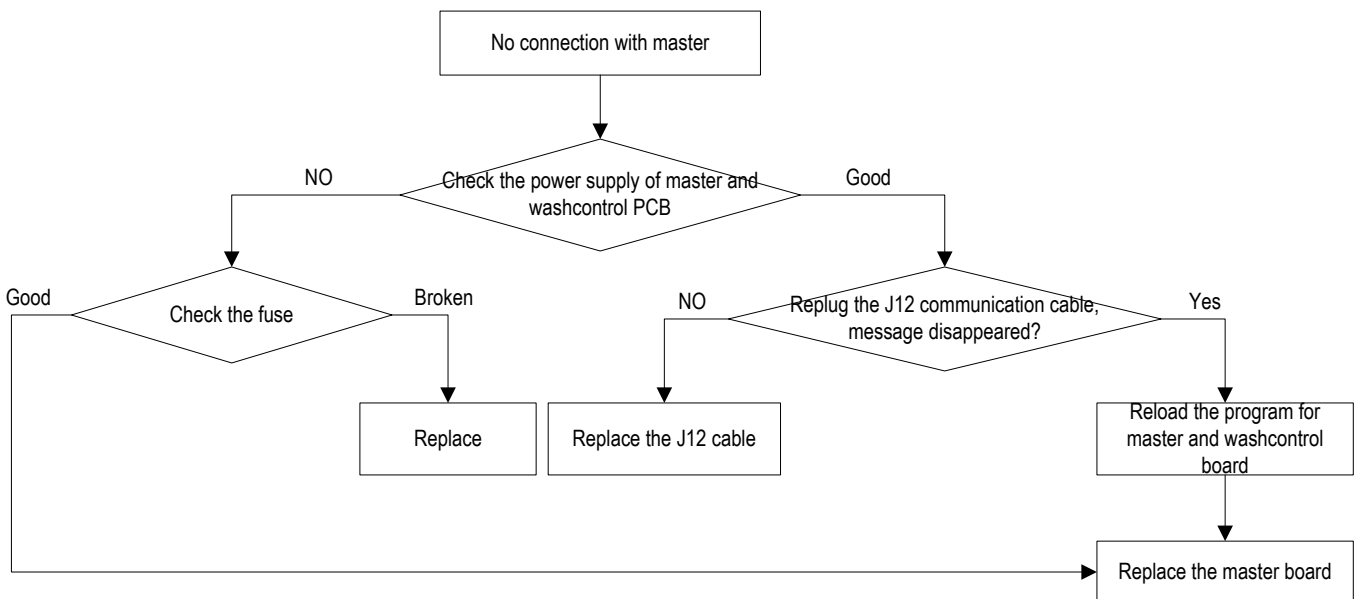 No connection with master
NO
Good
Check the power supply of master and
washcontrol PCB
Good
Broken
NO
Yes
Check the fuse
Replug the J12 communication cable,
message disappeared?
Replace
Replace the J12 cable
Reload the program for
master and washcontrol
board
Replace the master board